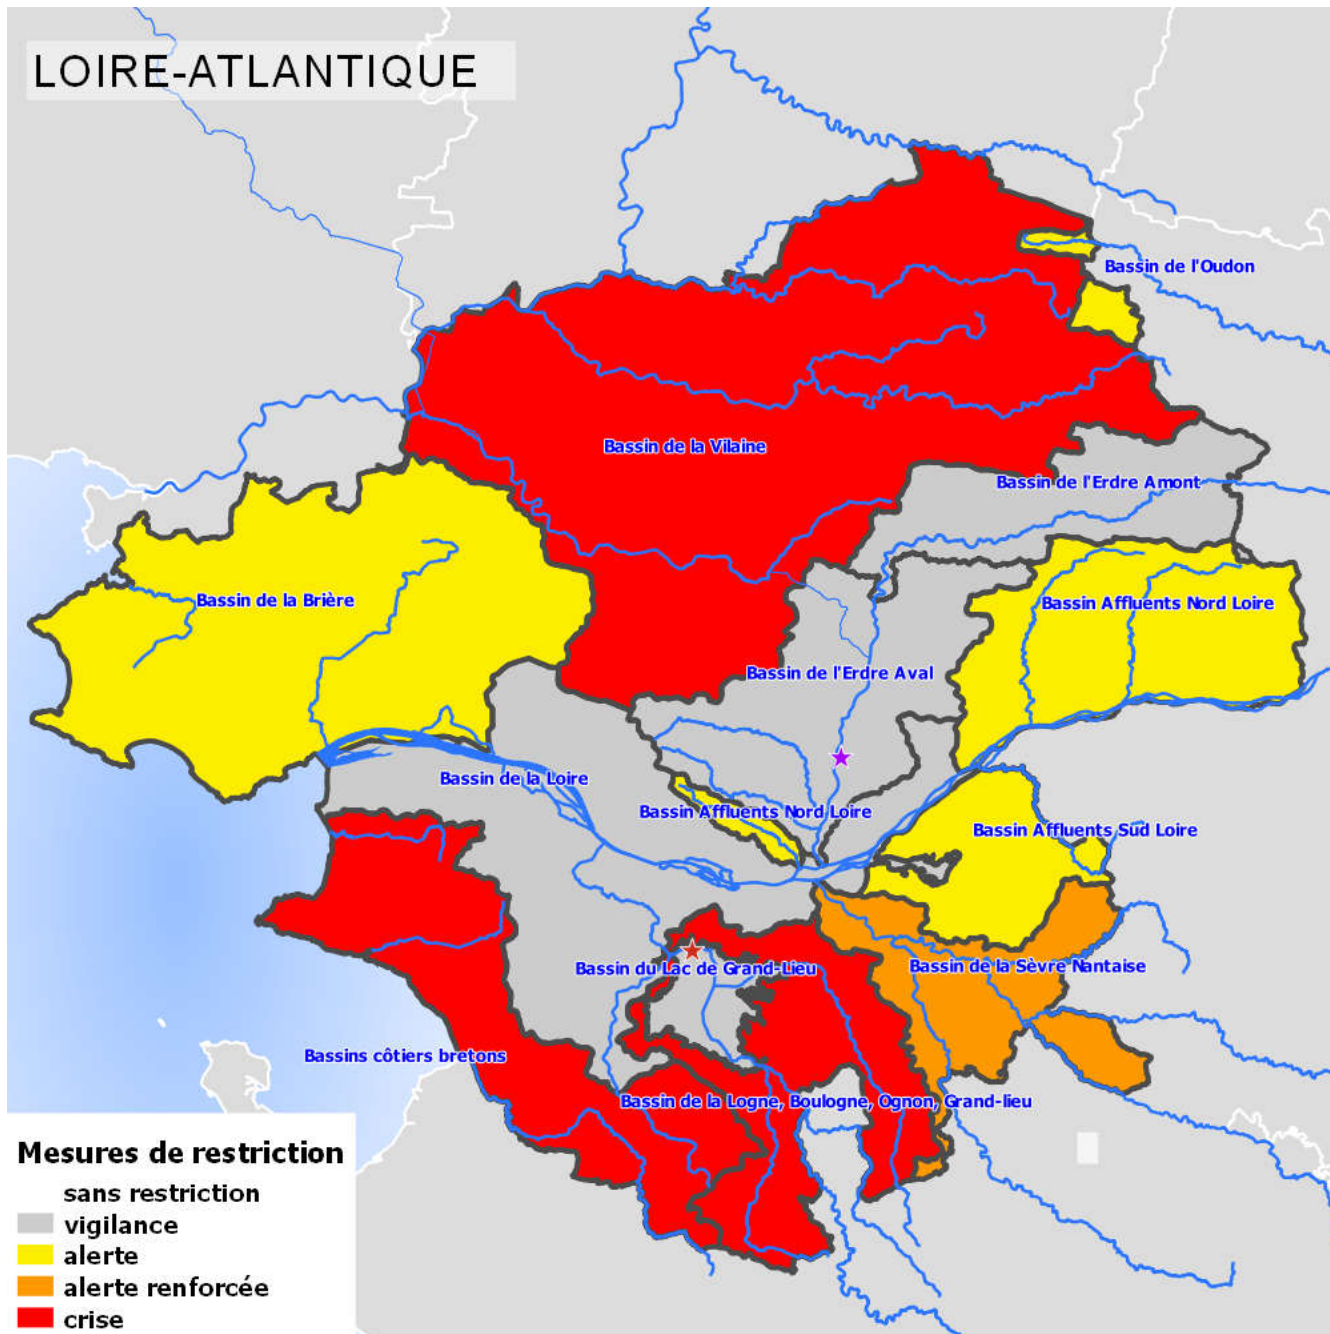 LOIRE-ATLANTIQUE
Bassin de l'Oudon
Bassin de la Vilaine
Bassin de l'Erdre Amont
Bassin de la Brière
Bassin Affluents Nord Loire
Bassin de l'Erdre Aval
Bassin de la Loire
Bassin Affluents Nord Loire
Bassin Affluents Sud Loire
Bassin du Lac de Grand-Lieu
Bassin de la Sèvre Nantaise
Bassins côtiers bretons
Bassin de la Logne, Boulogne, Ognon, Grand-lieu
Mesures de restriction
sans restriction
vigilance
alerte
alerte renforcée
crise